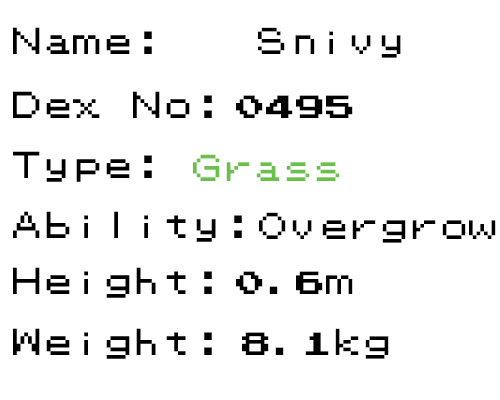 Name: Snivy
Dex No: 0495
Type: Grass
Ability: Overgrow
Height: 0.6m
Weight: 8.1kg